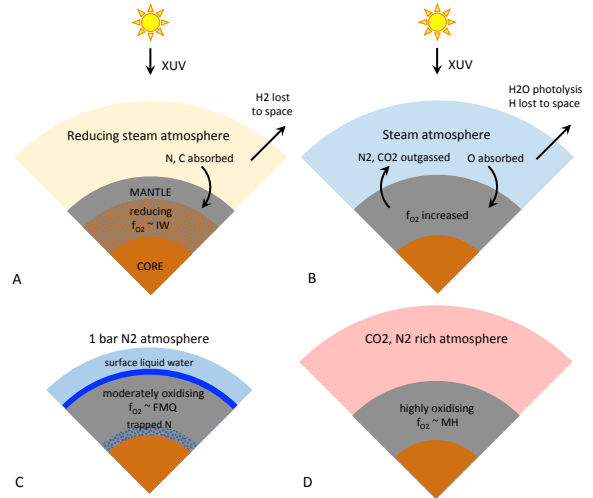 XUV
H2 lost
to space
Reducing steam atmosphere
N, C absorbed
MANTLE
reducing
fO2 ~ IW
CORE
A
XUV
H2O photolysis
H lost to space
Steam atmosphere
N2, CO2 outgassed
O absorbed
fO2 increased
B
1 bar N2 atmosphere
surface liquid water
moderately oxidising
fO2 ~ FMQ
trapped N
C
CO2, N2 rich atmosphere
highly oxidising
fO2 ~ MH
D